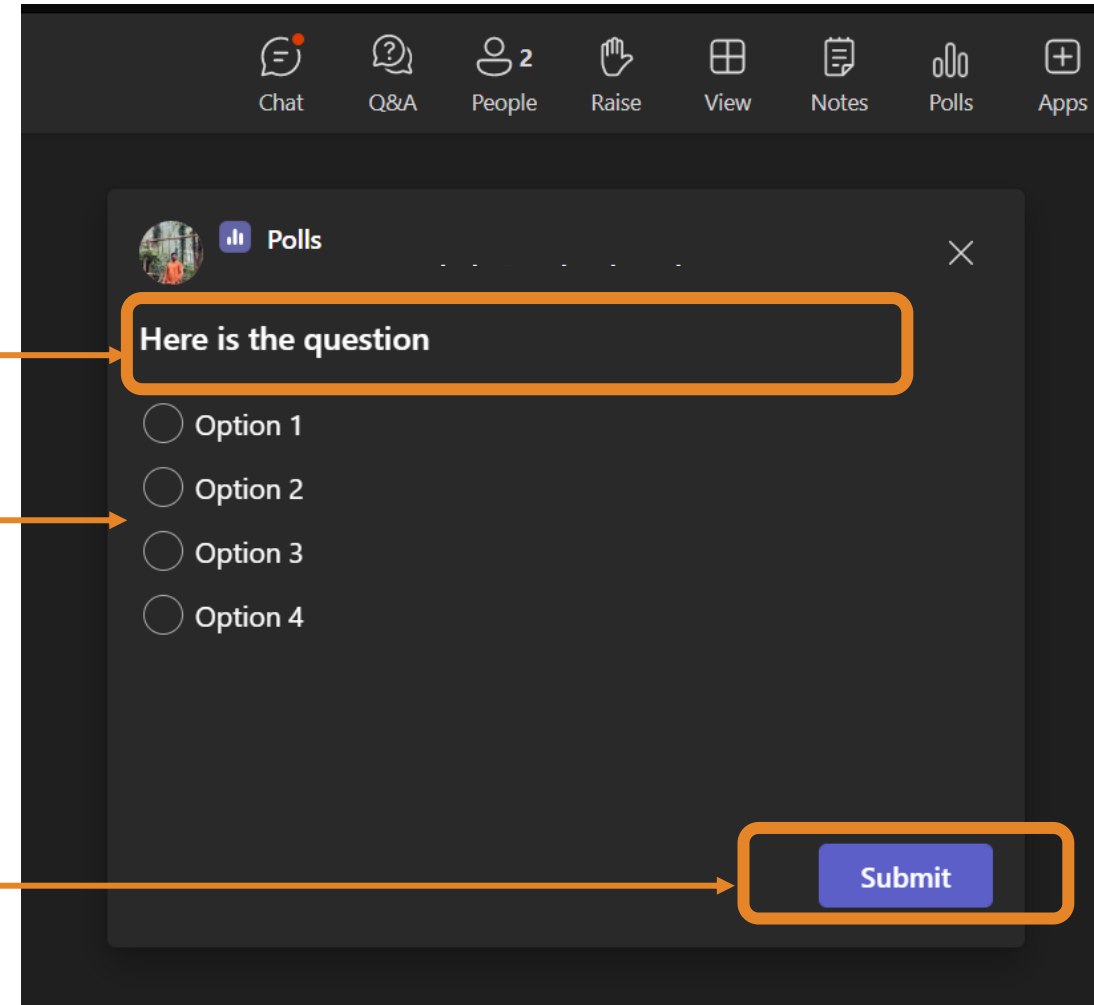 Chat Q&A People 2 Raise View Notes Polls Apps
Polls
Here is the question
Option 1
Option 2
Option 3
Option 4
Submit